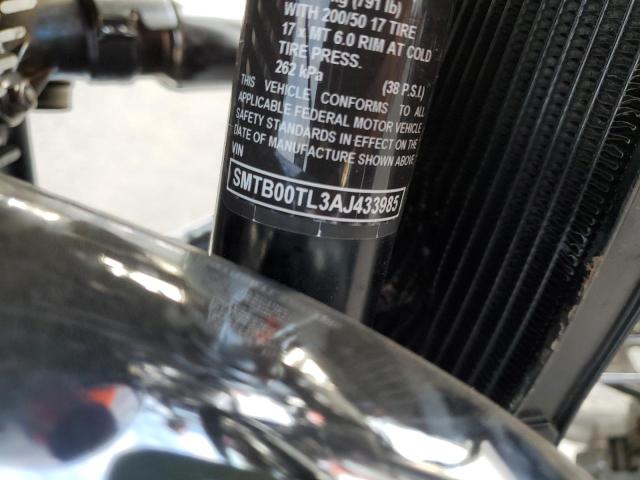 (791 lb)
WITH 200/50 17 TIRE
17 x MT 6.0 RIM AT COLD
TIRE PRESS.
262 kPa (38 P.S.I.)
THIS VEHICLE CONFORMS TO ALL
APPLICABLE FEDERAL MOTOR VEHICLE
SAFETY STANDARDS IN EFFECT ON THE
DATE OF MANUFACTURE SHOWN ABOVE
VIN
SMTB00TL3AJ433985